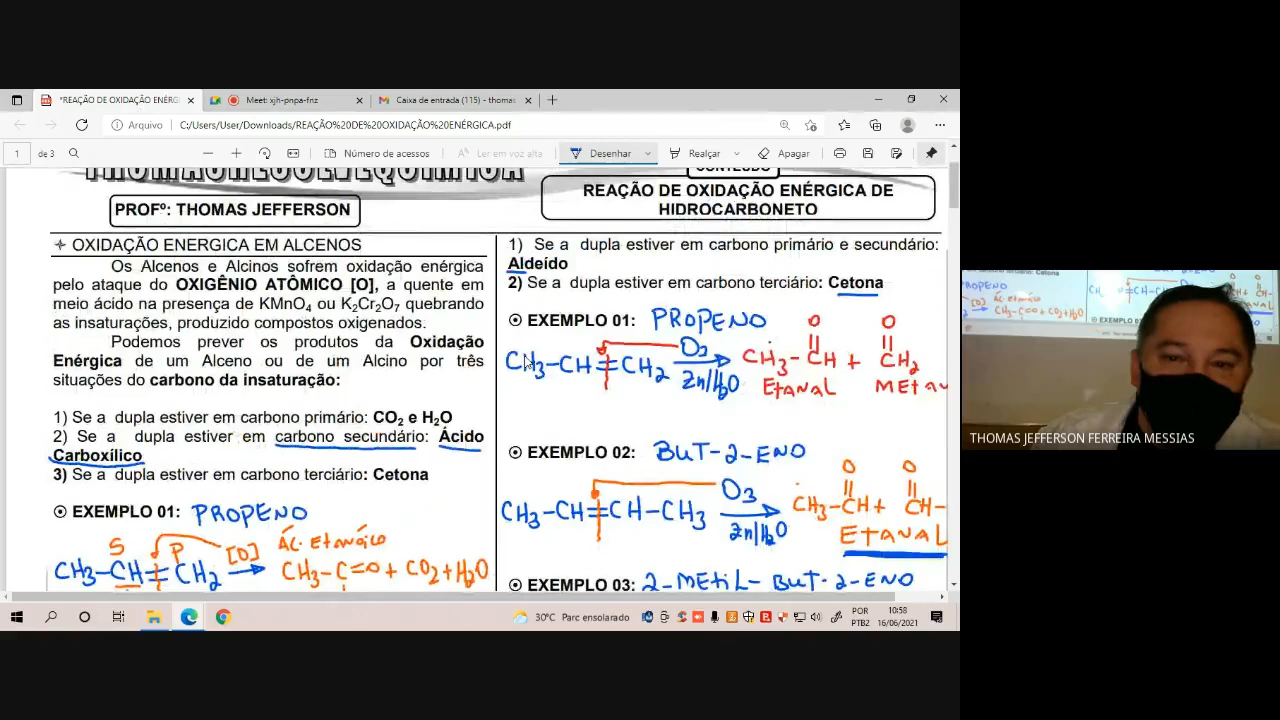 *REAÇÃO DE OXIDAÇÃO ENÉRG
Meet: xjh-pnpa-fnz
Caixa de entrada (115) - thomas
Arquivo
C:/Users/User/Downloads/REAÇÃO%20DE%20OXIDAÇÃO%20ENÉRGICA.pdf
1 de 3
Número de acessos
Ler em voz alta
Desenhar
Realçar
Apagar
PROFº: THOMAS JEFFERSON
CONTEÚDO
REAÇÃO DE OXIDAÇÃO ENÉRGICA DE
HIDROCARBONETO
OXIDAÇÃO ENERGICA EM ALCENOS
Os Alcenos e Alcinos sofrem oxidação enérgica
pelo ataque do OXIGÊNIO ATÔMICO [O], a quente em
meio ácido na presença de KMnO4 ou K2Cr2O7 quebrando
as insaturações, produzido compostos oxigenados.
Podemos prever os produtos da Oxidação
Enérgica de um Alceno ou de um Alcino por três
situações do carbono da insaturação:
1) Se a dupla estiver em carbono primário: CO2 e H2O
2) Se a dupla estiver em carbono secundário: Ácido
Carboxílico
3) Se a dupla estiver em carbono terciário: Cetona
EXEMPLO 01: PROPENO
S P [O] ÁC. Etanóico
CH3-CH=CH2 → CH3-C=O + CO2+H2O
1) Se a dupla estiver em carbono primário e secundário:
Aldeído
2) Se a dupla estiver em carbono terciário: Cetona
EXEMPLO 01: PROPENO
O O
CH3-CH=CH2 O3 → CH3-CH + CH2
Zn/H2O Etanal
EXEMPLO 02: BUT-2-ENO
O O
CH3-CH=CH-CH3 O3 → CH3-CH + CH-
Zn/H2O EtANAL
EXEMPLO 03: 2-METIL-BUT-2-ENO
THOMAS JEFFERSON FERREIRA MESSIAS
30°C Parc ensolarado
POR
PTB2
10:58
16/06/2021